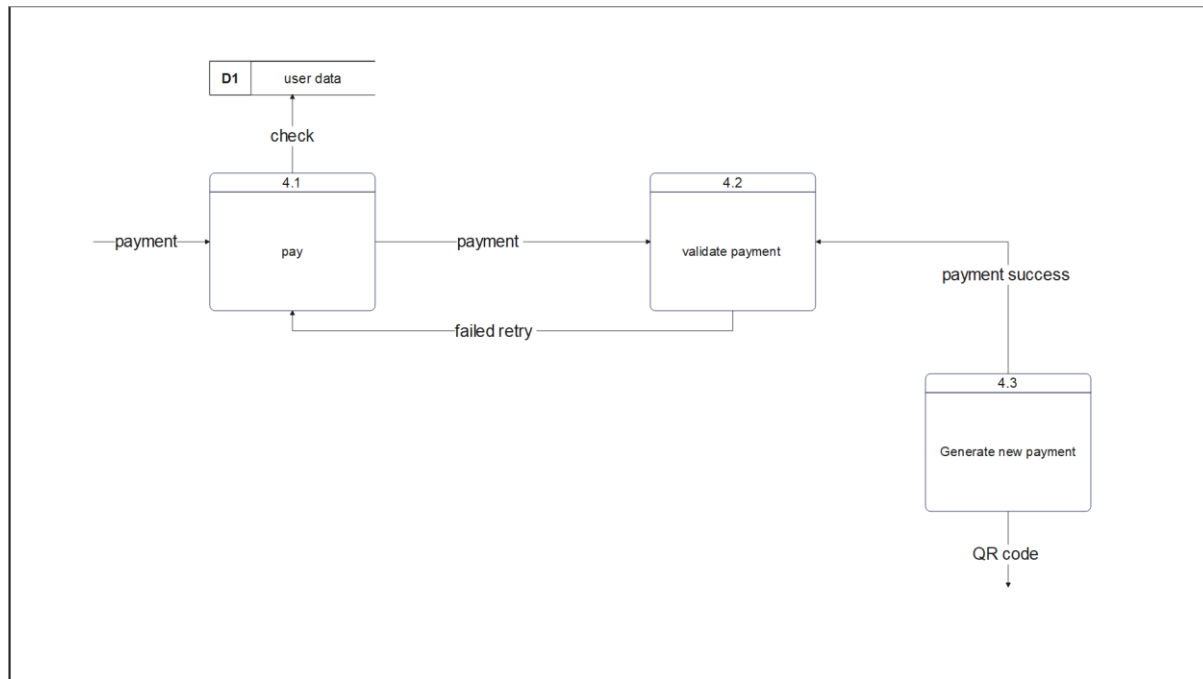 D1 user data
check
4.1
4.2
payment
pay
payment
validate payment
payment success
failed retry
4.3
Generate new payment
QR code